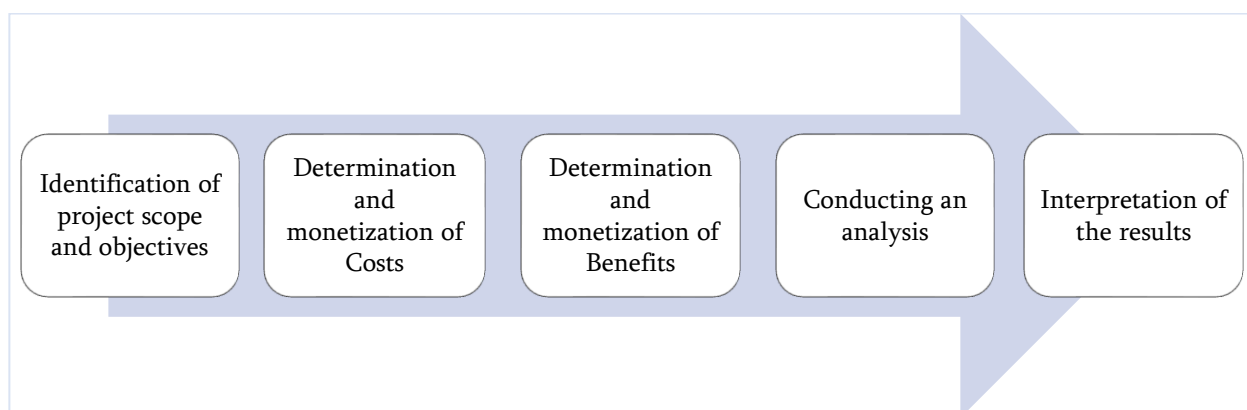 Identification of
project scope
and objectives
Determination
and
monetization of
Costs
Determination
and
monetization of
Benefits
Conducting an
analysis
Interpretation of
the results